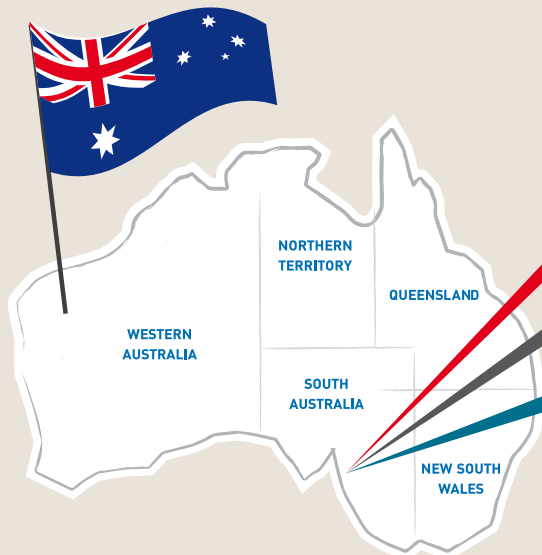 NORTHERN
TERRITORY
QUEENSLAND
WESTERN
AUSTRALIA
SOUTH
AUSTRALIA
NEW SOUTH
WALES